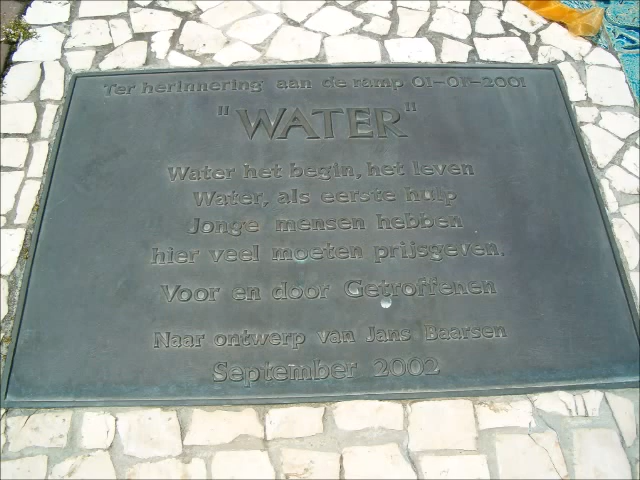 Ter herinnering aan de ramp 01-01-2001
"WATER"
Water het begin, het leven
Water, als eerste hulp
Jonge mensen hebben
hier veel moeten prijsgeven.
Voor en door Getroffenen
Naar ontwerp van Jans Baarsen
September 2002